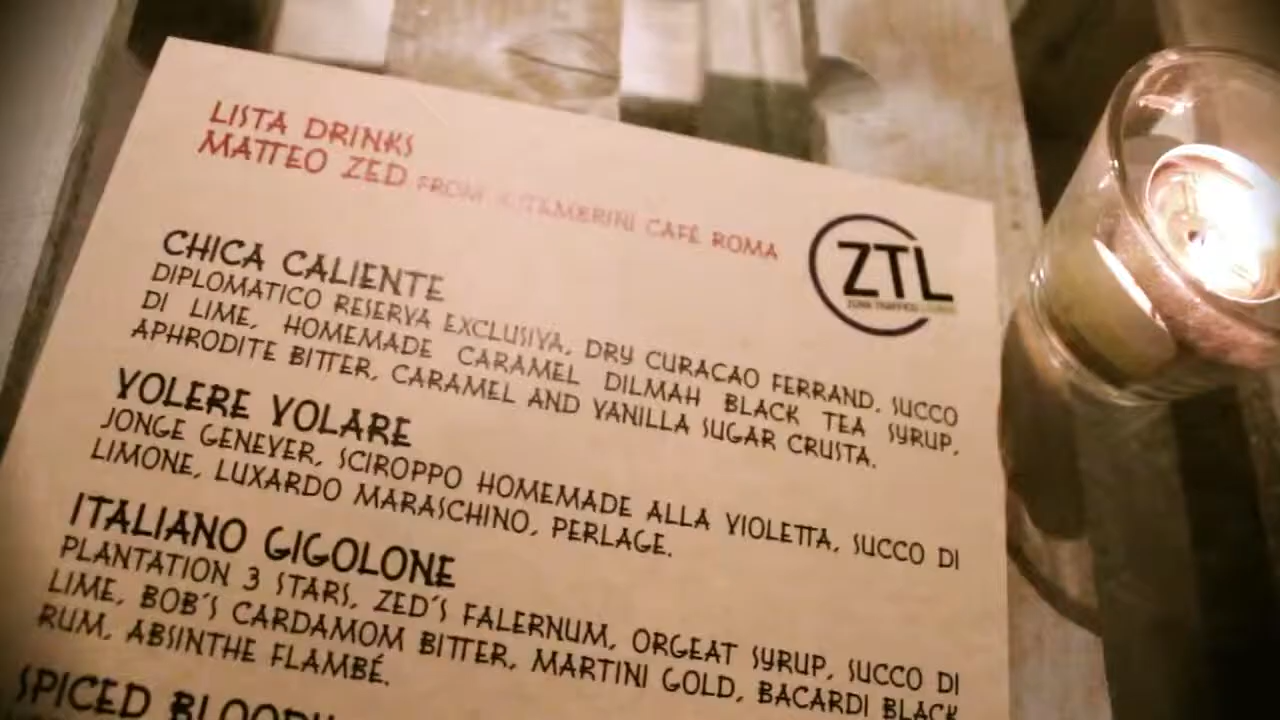 LISTA DRINKS
MATTEO ZED FROM CAFÉ ROMA
ZTL
ZONA TRAFFICO
CHICA CALIENTE
DIPLOMATICO RESERVA EXCLUSIVA, DRY CURACAO FERRAND, SUCCO
DI LIME, HOMEMADE CARAMEL DILMAH BLACK TEA SYRUP,
APHRODITE BITTER, CARAMEL AND VANILLA SUGAR CRUSTA.
VOLERE VOLARE
JONGE GENEVER, SCIROPPO HOMEMADE ALLA VIOLETTA, SUCCO DI
LIMONE, LUXARDO MARASCHINO, PERLAGE.
ITALIANO GIGOLONE
PLANTATION 3 STARS, ZED'S FALERNUM, ORGEAT SYRUP, SUCCO DI
LIME, BOB'S CARDAMOM BITTER, MARTINI GOLD, BACARDI BLACK
RUM, ABSINTHE FLAMBÉ.
SPICED BLOODY